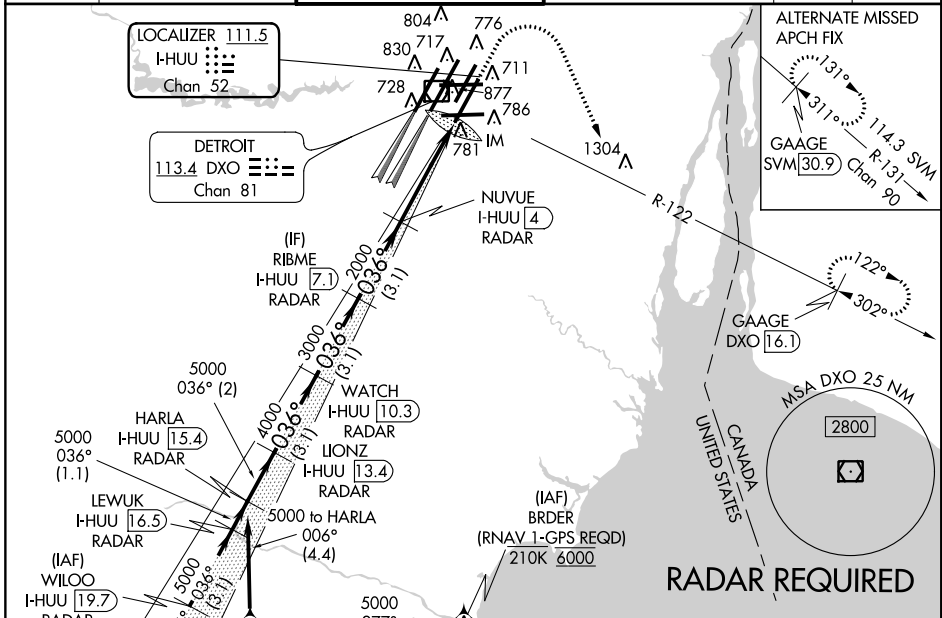 LOCALIZER 111.5
I-HUU
Chan 52
804
776
830
717
711
728
877
786
781
IM
1304
DETROIT
113.4 DXO
Chan 81
ALTERNATE MISSED
APCH FIX
131°
311°
GAAGE
SVM 30.9
114.3 SVM
R-131
Chan 90
NUVUE
I-HUU 4
RADAR
R-122
(IF)
RIBME
I-HUU 7.1
RADAR
2000
036°
(3.1)
122°
302°
GAAGE
DXO 16.1
3000
036°
(3.1)
5000
036° (2)
WATCH
I-HUU 10.3
RADAR
MSA DXO 25 NM
2800
HARLA
I-HUU 15.4
RADAR
4000
036°
(3.1)
LIONZ
I-HUU 13.4
RADAR
CANADA
UNITED STATES
5000
036°
(1.1)
LEWUK
I-HUU 16.5
RADAR
5000 to HARLA
006°
(4.4)
(IAF)
BRDER
(RNAV 1-GPS REQD)
210K 6000
(IAF)
WILOO
I-HUU 19.7
RADAR
5000
036°
(3.1)
5000
RADAR REQUIRED